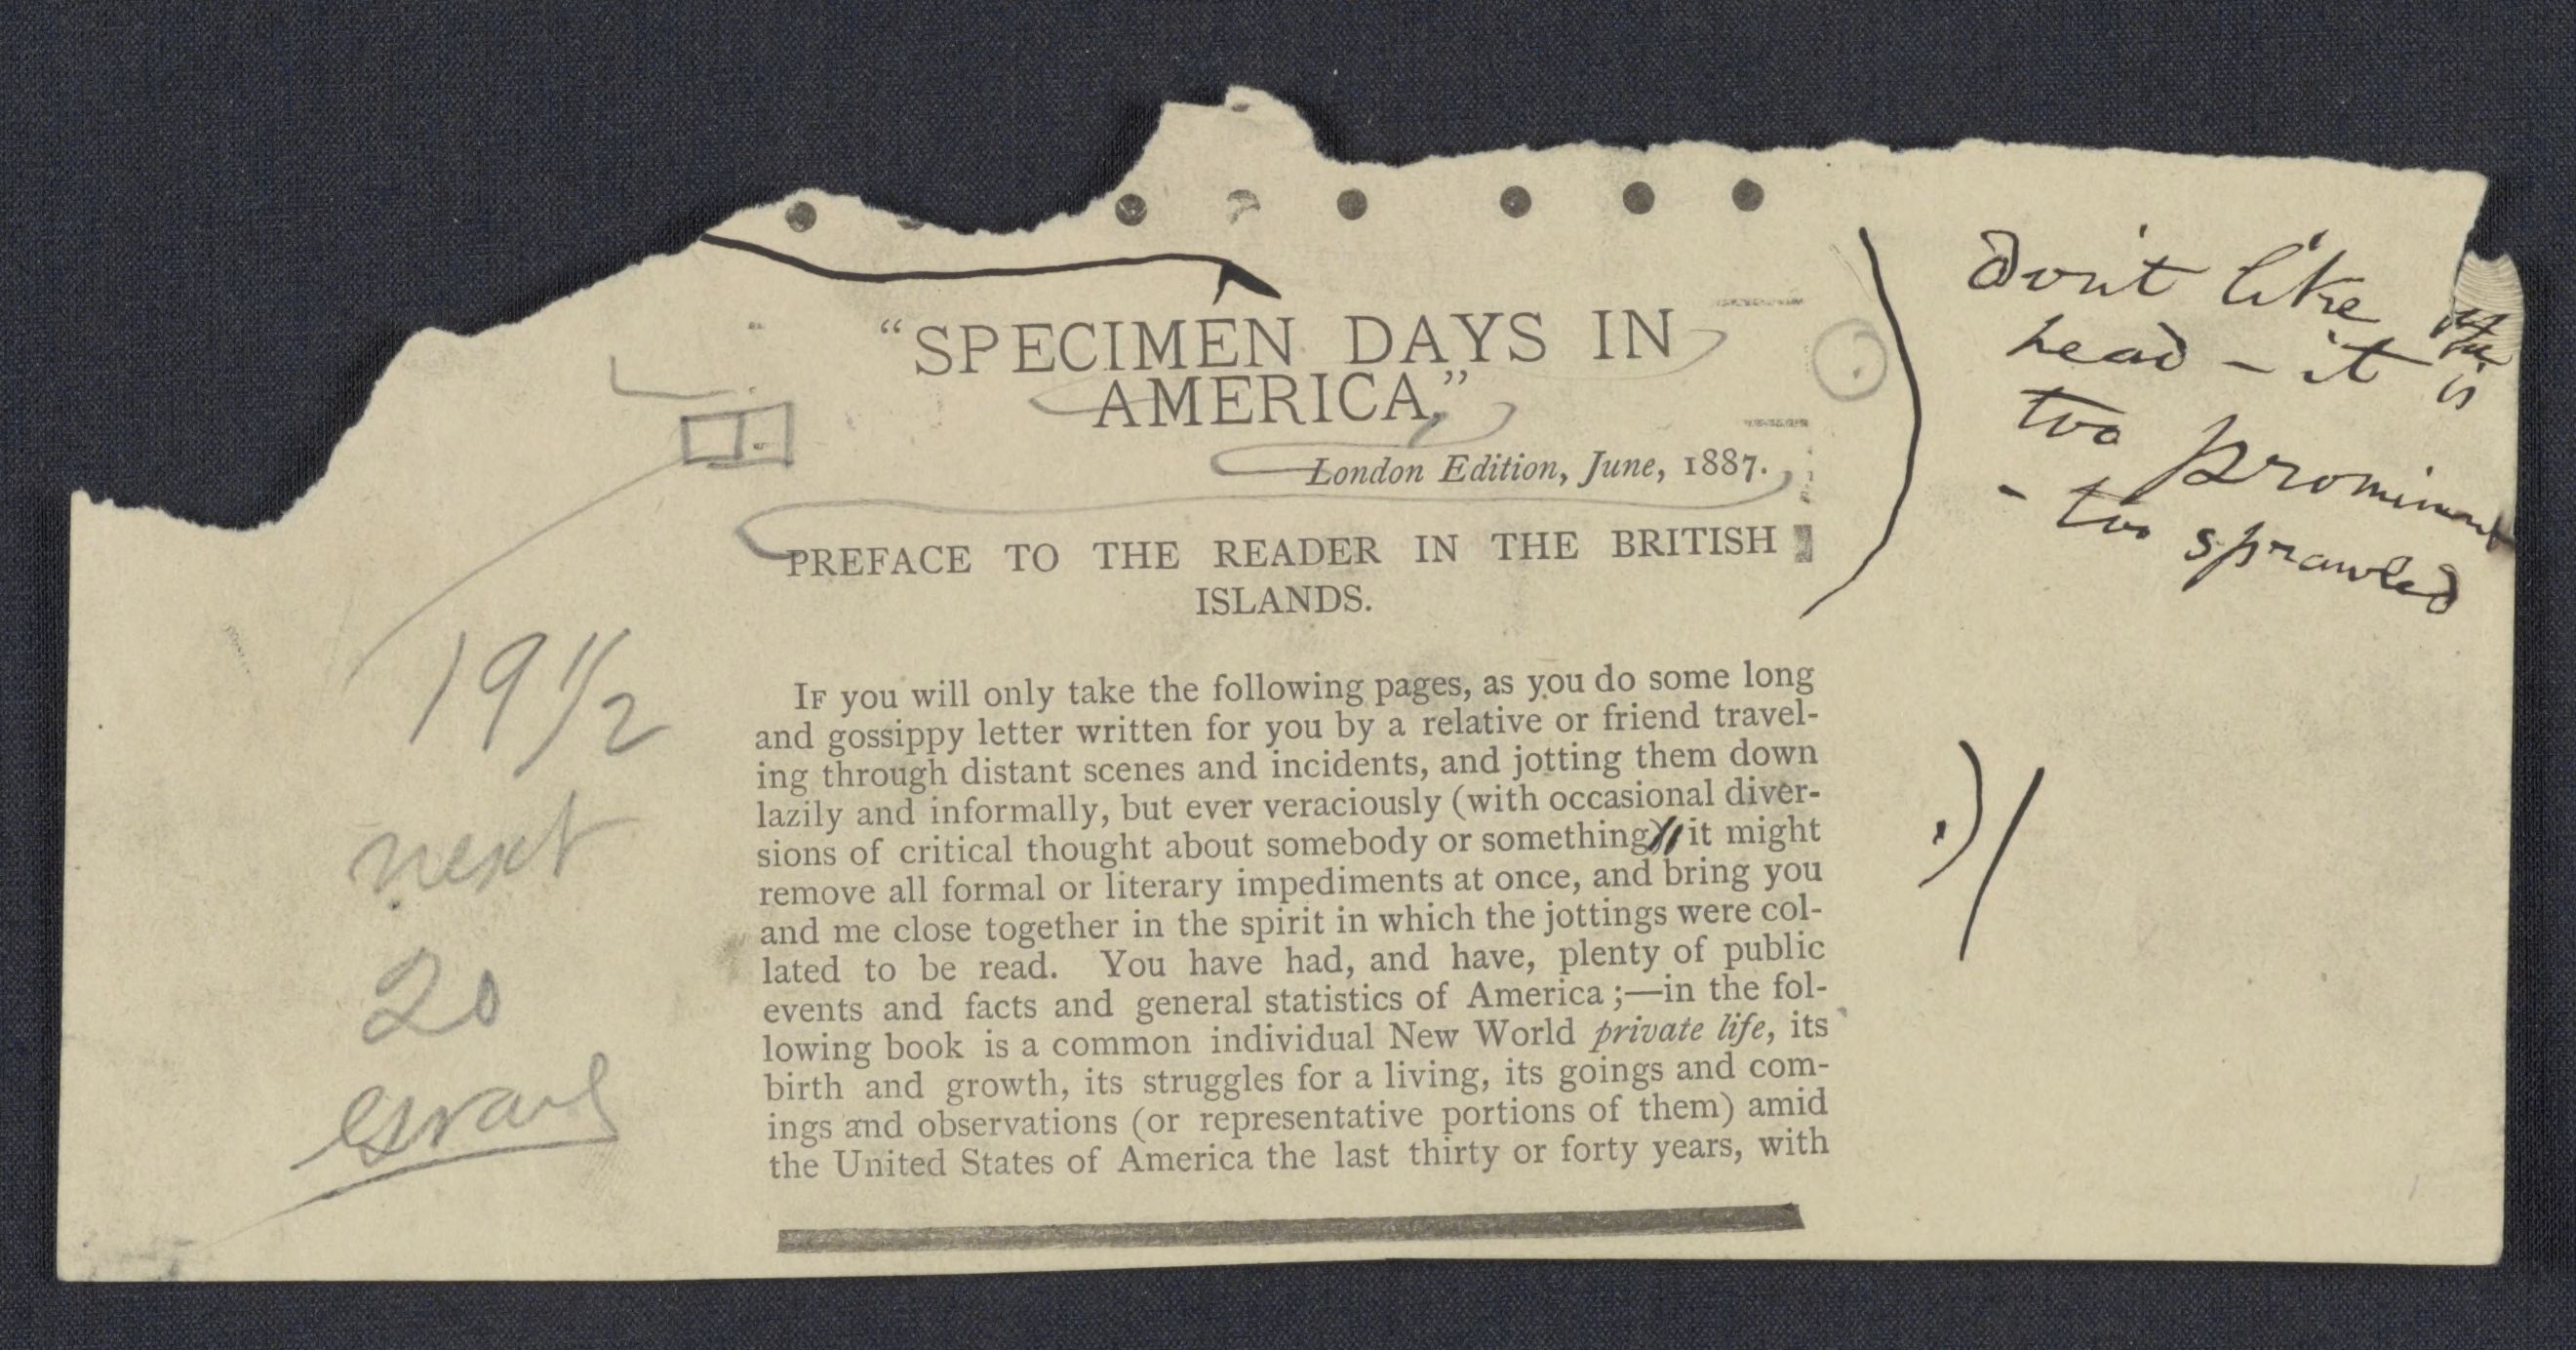 “SPECIMEN DAYS IN
AMERICA,”
London Edition, June, 1887.
PREFACE TO THE READER IN THE BRITISH
ISLANDS.
IF you will only take the following pages, as you do some long
and gossippy letter written for you by a relative or friend travel-
ing through distant scenes and incidents, and jotting them down
lazily and informally, but ever veraciously (with occasional diver-
sions of critical thought about somebody or something), it might
remove all formal or literary impediments at once, and bring you
and me close together in the spirit in which the jottings were col-
lated to be read. You have had, and have, plenty of public
events and facts and general statistics of America ;—in the fol-
lowing book is a common individual New World private life, its
birth and growth, its struggles for a living, its goings and com-
ings and observations (or representative portions of them) amid
the United States of America the last thirty or forty years, with
don't like
head - it is
too prominent
- too sprawled
19 1/2
next
20